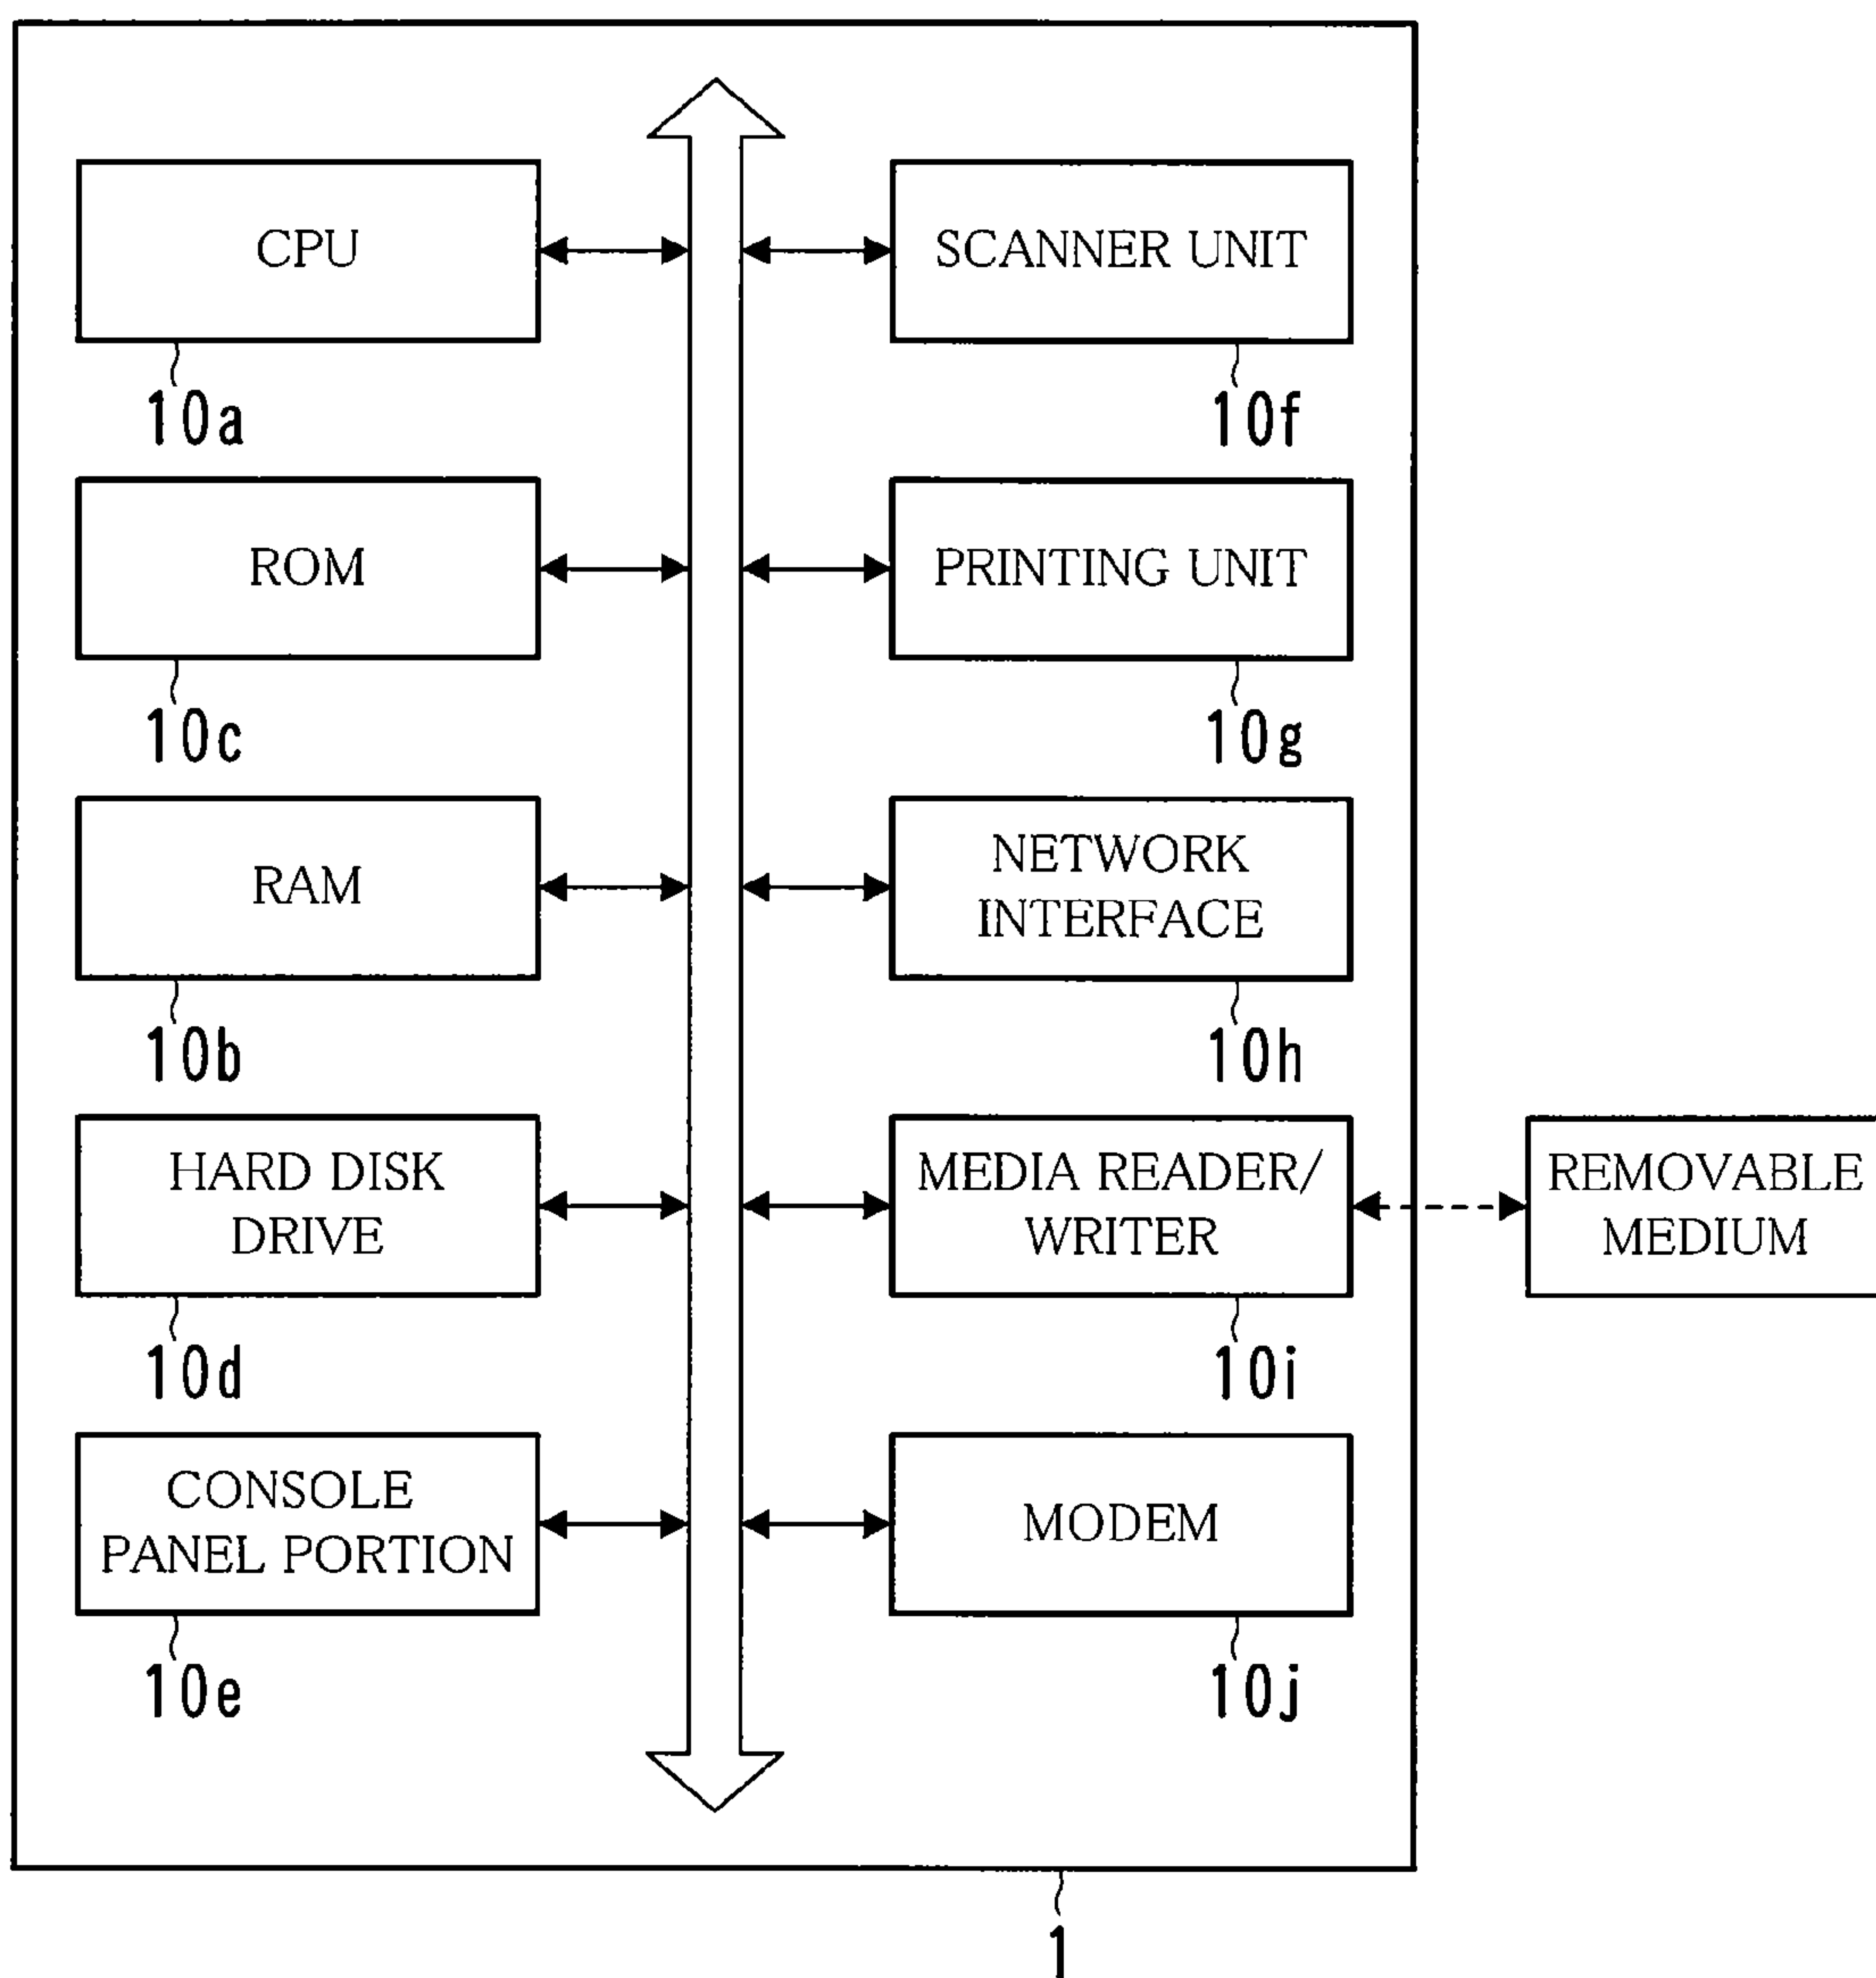 CPU
10a
ROM
10c
RAM
10b
HARD DISK
DRIVE
10d
CONSOLE
PANEL PORTION
10e
SCANNER UNIT
10f
PRINTING UNIT
10g
NETWORK
INTERFACE
10h
MEDIA READER/
WRITER
10i
MODEM
10j
REMOVABLE
MEDIUM
1